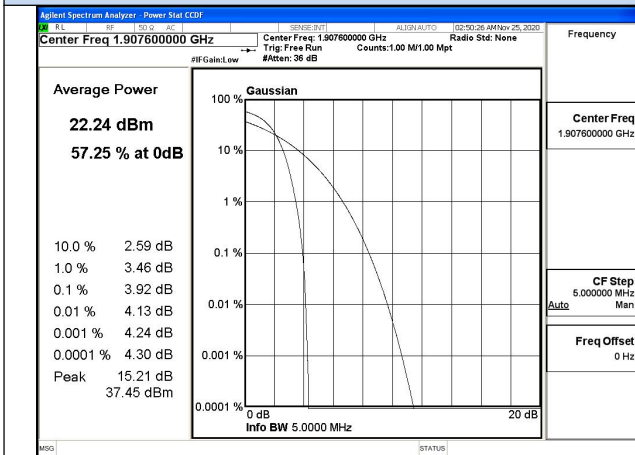 Agilent Spectrum Analyzer - Power Stat CCDF
RL RF 50 Ω AC SENSE:INT ALIGN AUTO 02:50:26 AM Nov 25, 2020
Center Freq 1.907600000 GHz
Center Freq: 1.907600000 GHz Radio Std: None
Trig: Free Run Counts:1.00 M/1.00 Mpt
#IFGain:Low #Atten: 36 dB
Frequency
Average Power
22.24 dBm
57.25 % at 0dB
10.0 % 2.59 dB
1.0 % 3.46 dB
0.1 % 3.92 dB
0.01 % 4.13 dB
0.001 % 4.24 dB
0.0001 % 4.30 dB
Peak 15.21 dB
37.45 dBm
Gaussian
100 %
10 %
1 %
0.1 %
0.01 %
0.001 %
0.0001 %
0 dB 20 dB
Info BW 5.0000 MHz
Center Freq
1.907600000 GHz
CF Step
5.000000 MHz
Auto Man
Freq Offset
0 Hz
MSG STATUS